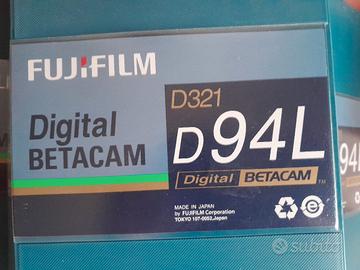 FUJIFILM
D321
Digital
BETACAM
D94L
Digital BETACAM TM
MADE IN JAPAN
by FUJIFILM Corporation
TOKYO 107-0052, Japan
e
94L
subito